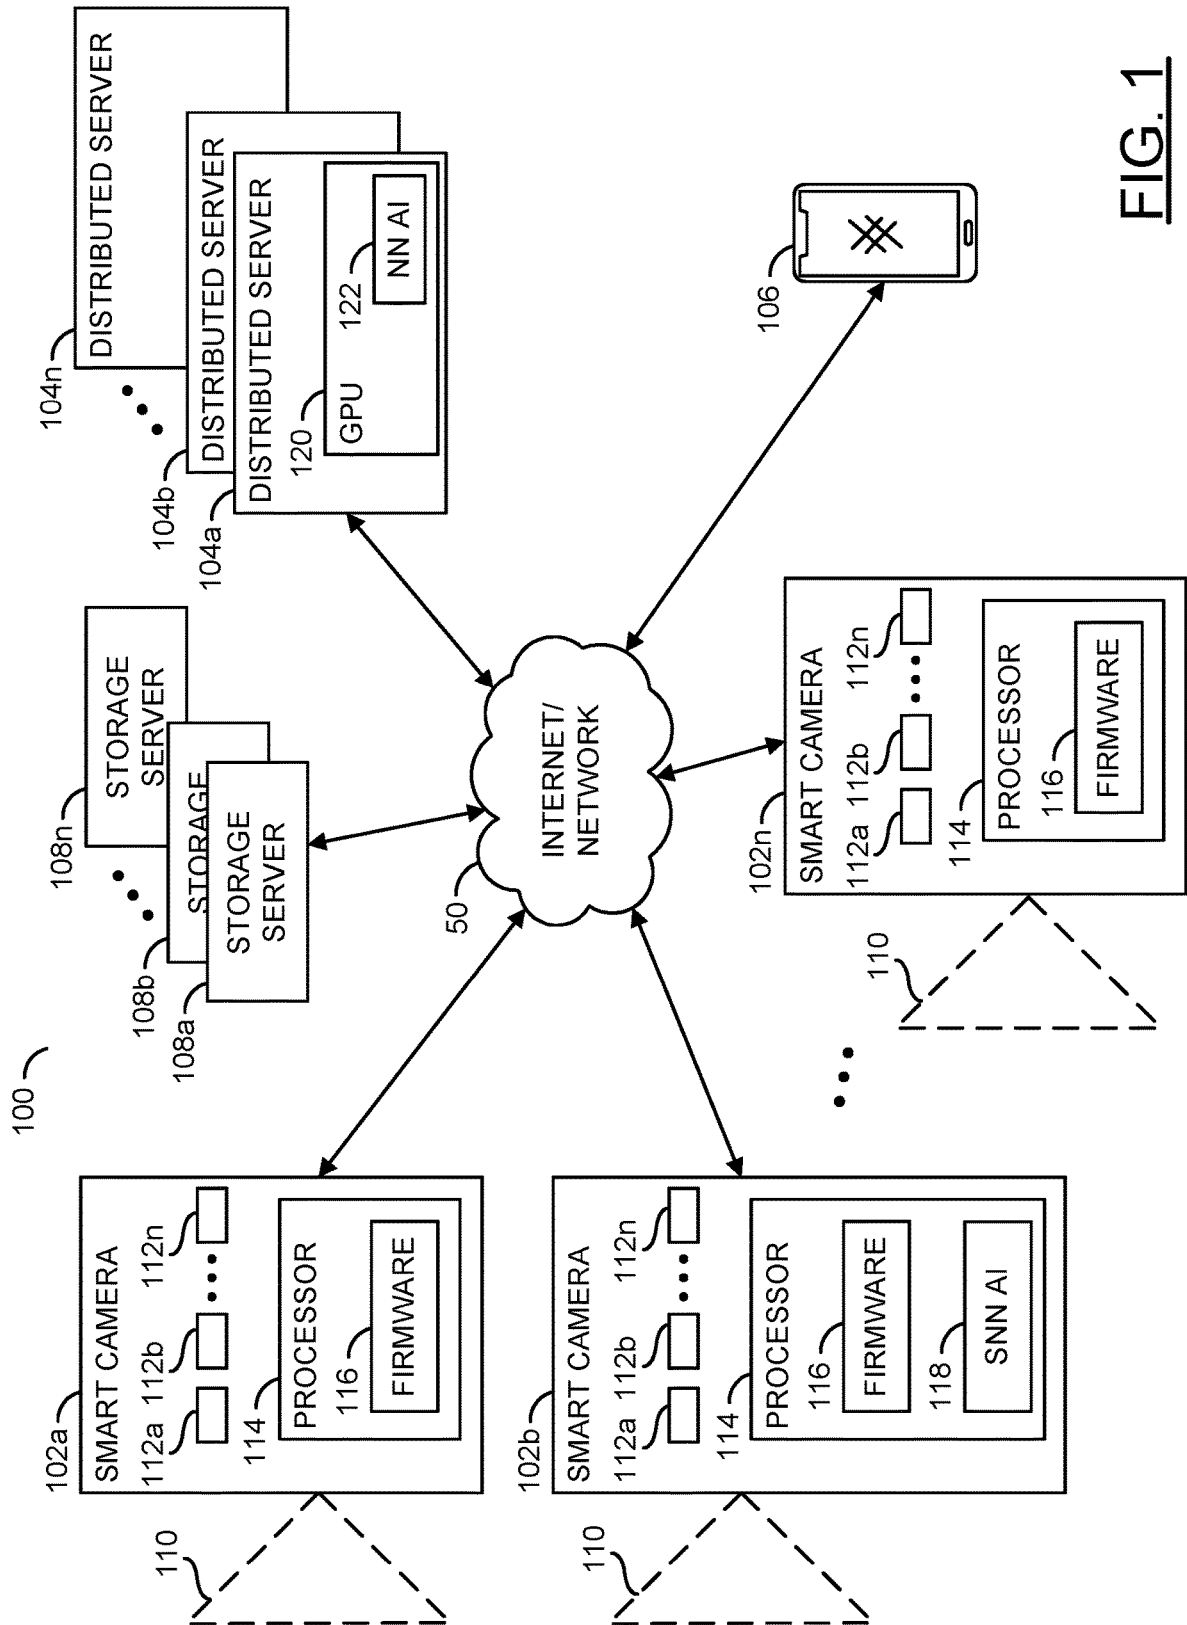 100
102a
SMART CAMERA
112a
112b
112n
114
PROCESSOR
116
FIRMWARE
110
102b
SMART CAMERA
112a
112b
112n
114
PROCESSOR
116
FIRMWARE
118
SNN AI
110
102n
SMART CAMERA
112a
112b
112n
114
PROCESSOR
116
FIRMWARE
110
108n
STORAGE
SERVER
108b
STORAGE
108a
STORAGE
SERVER
50
INTERNET/
NETWORK
104n
DISTRIBUTED SERVER
104b
DISTRIBUTED SERVER
104a
DISTRIBUTED SERVER
120
GPU
122
NN AI
106
FIG. 1